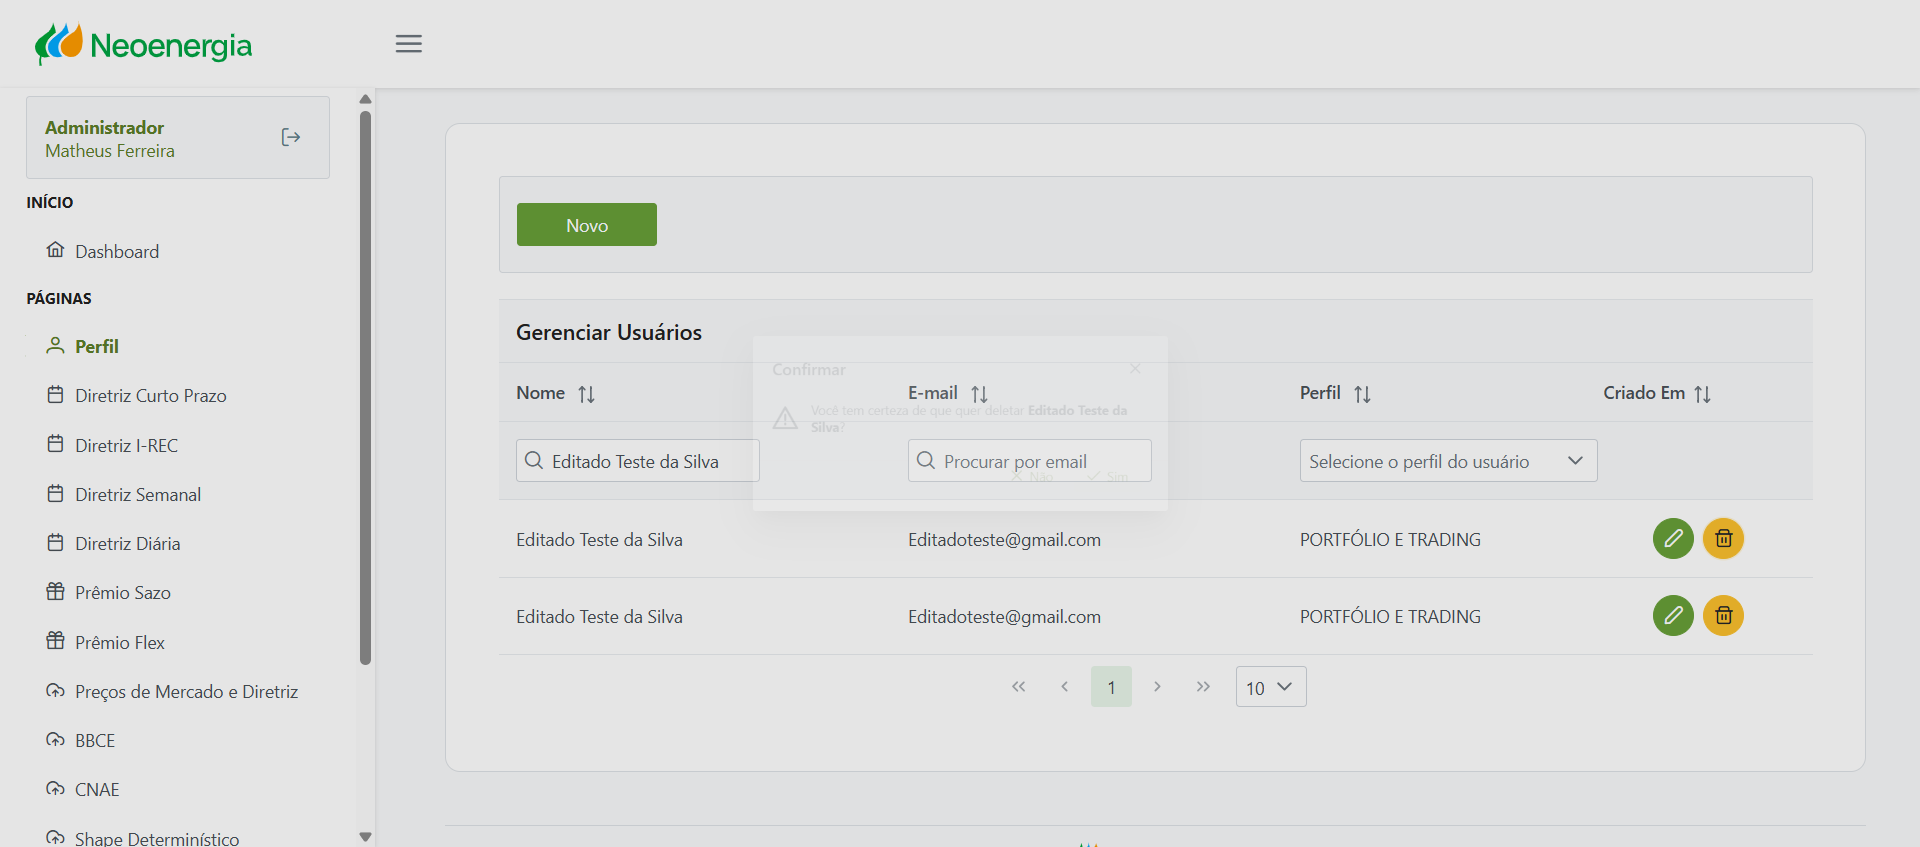 Neoenergia
Administrador
Matheus Ferreira
INÍCIO
Dashboard
PÁGINAS
Perfil
Diretriz Curto Prazo
Diretriz I-REC
Diretriz Semanal
Diretriz Diária
Prêmio Sazo
Prêmio Flex
Preços de Mercado e Diretriz
BBCE
CNAE
Shape Determinístico
Novo
Gerenciar Usuários
Nome E-mail Perfil Criado Em
Editado Teste da Silva Procurar por email Selecione o perfil do usuário
Editado Teste da Silva Editadoteste@gmail.com PORTFÓLIO E TRADING
Editado Teste da Silva Editadoteste@gmail.com PORTFÓLIO E TRADING
« ‹ 1 › » 10
Confirmar
Você tem certeza de que quer deletar Editado Teste da
Silva?
Não Sim